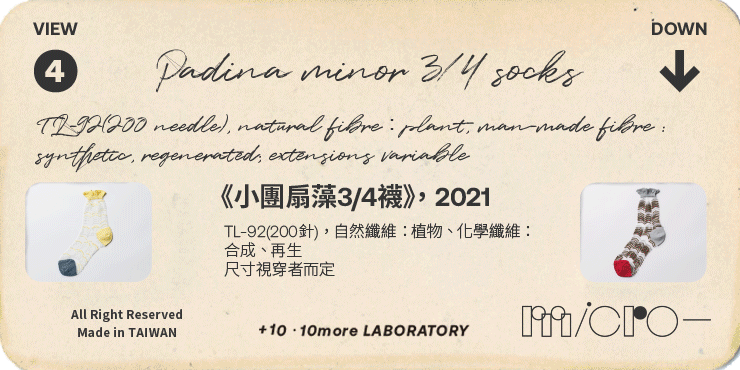 VIEW
DOWN
4
Padina minor 3/4 socks
TL-92(200 needle), natural fibre : plant, man-made fibre :
synthetic, regenerated; extensions variable
《小團扇藻3/4襪》，2021
TL-92(200針)，自然纖維：植物、化學纖維：
合成、再生
尺寸視穿者而定
All Right Reserved
Made in TAIWAN
+10 · 10more LABORATORY
micro—